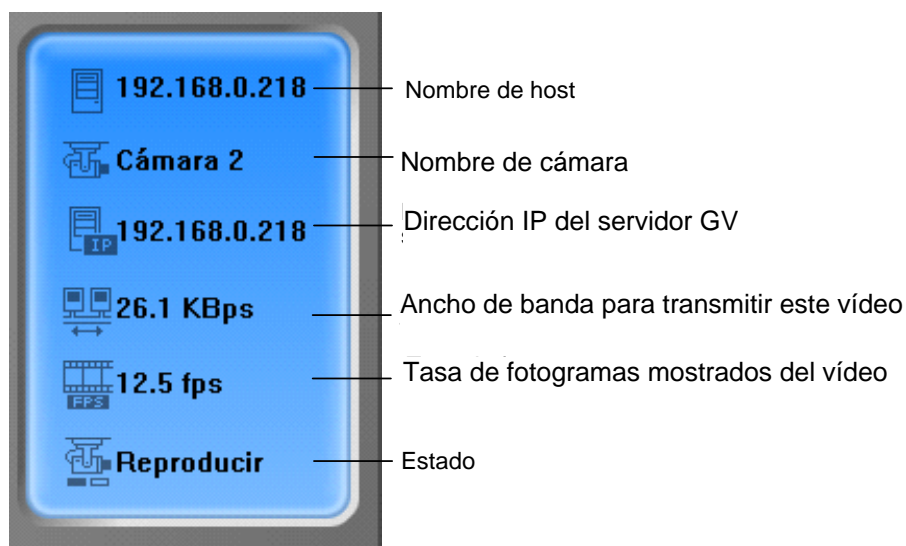 192.168.0.218 Nombre de host
Cámara 2 Nombre de cámara
IP 192.168.0.218 Dirección IP del servidor GV
26.1 KBps Ancho de banda para transmitir este vídeo
FPS 12.5 fps Tasa de fotogramas mostrados del vídeo
Reproducir Estado